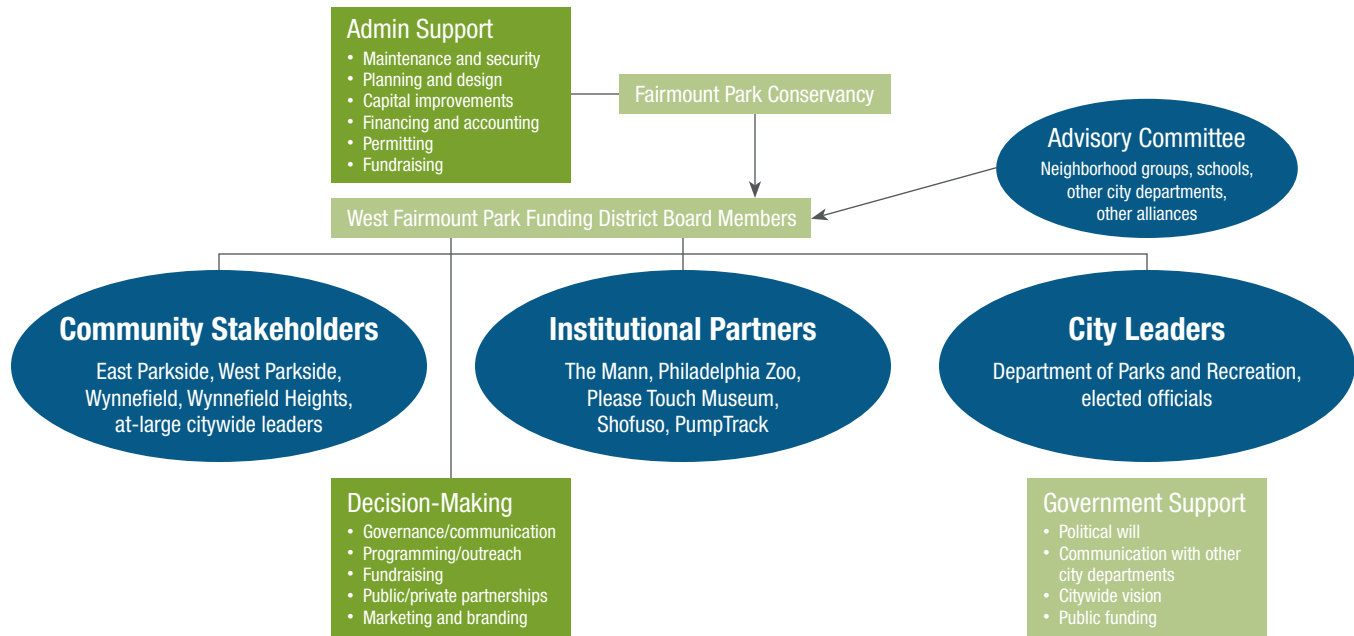 Admin Support
• Maintenance and security
• Planning and design
• Capital improvements
• Financing and accounting
• Permitting
• Fundraising
Fairmount Park Conservancy
Advisory Committee
Neighborhood groups, schools,
other city departments,
other alliances
West Fairmount Park Funding District Board Members
Community Stakeholders
East Parkside, West Parkside,
Wynnefield, Wynnefield Heights,
at-large citywide leaders
Institutional Partners
The Mann, Philadelphia Zoo,
Please Touch Museum,
Shofuso, PumpTrack
City Leaders
Department of Parks and Recreation,
elected officials
Decision-Making
• Governance/communication
• Programming/outreach
• Fundraising
• Public/private partnerships
• Marketing and branding
Government Support
• Political will
• Communication with other
city departments
• Citywide vision
• Public funding